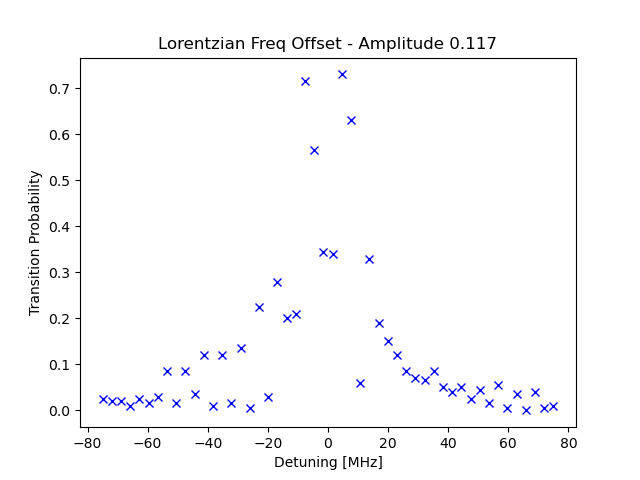 Lorentzian Freq Offset - Amplitude 0.117
Transition Probability
0.7
0.6
0.5
0.4
0.3
0.2
0.1
0.0
−80 −60 −40 −20 0 20 40 60 80
Detuning [MHz]